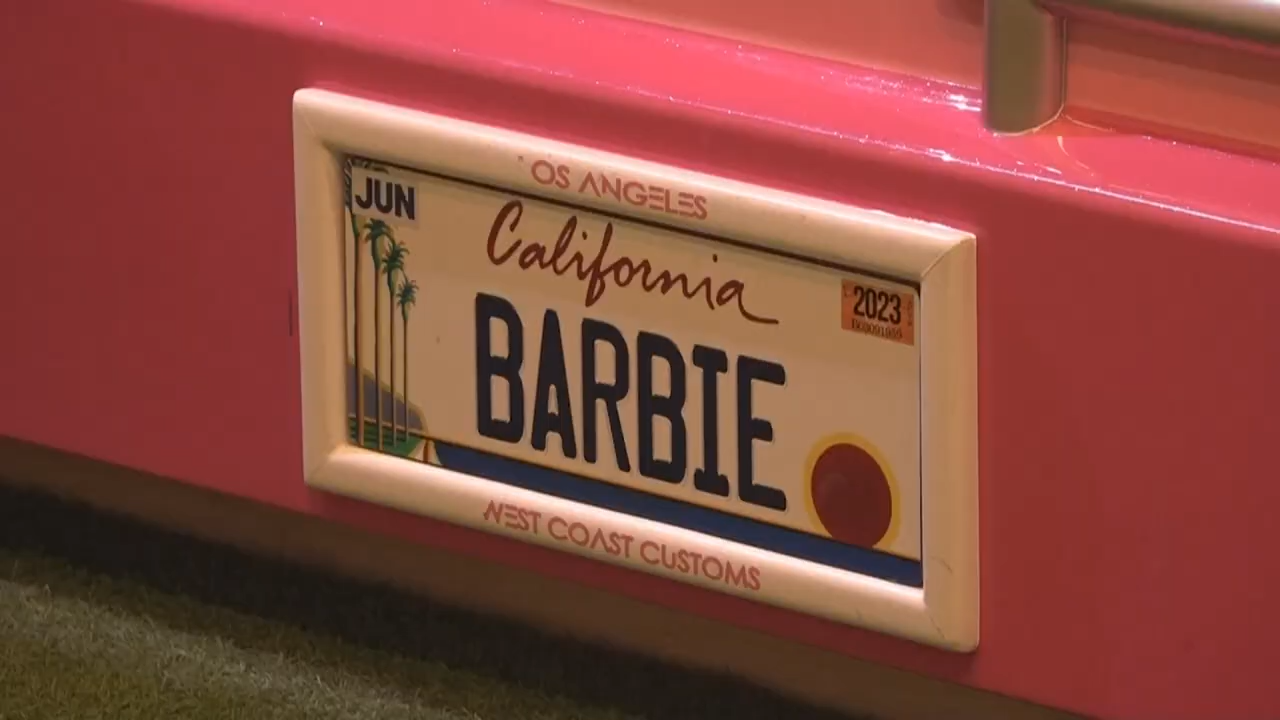 OS ANGELES
JUN
California
2023
BARBIE
WEST COAST CUSTOMS